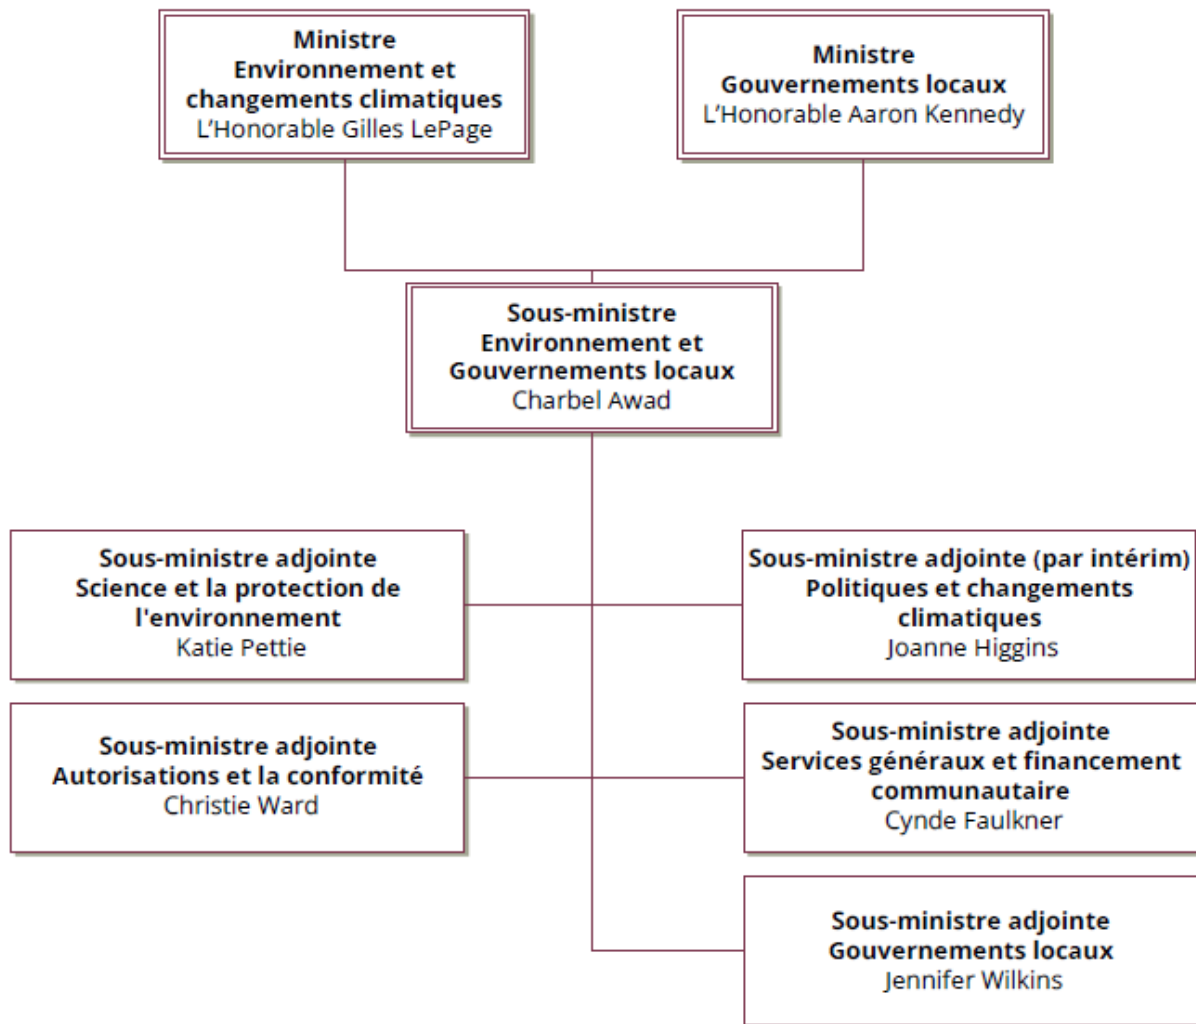 Ministre
Environnement et
changements climatiques
L’Honorable Gilles LePage
Ministre
Gouvernements locaux
L’Honorable Aaron Kennedy
Sous-ministre
Environnement et
Gouvernements locaux
Charbel Awad
Sous-ministre adjointe
Science et la protection de
l'environnement
Katie Pettie
Sous-ministre adjointe (par intérim)
Politiques et changements
climatiques
Joanne Higgins
Sous-ministre adjointe
Autorisations et la conformité
Christie Ward
Sous-ministre adjointe
Services généraux et financement
communautaire
Cynde Faulkner
Sous-ministre adjointe
Gouvernements locaux
Jennifer Wilkins